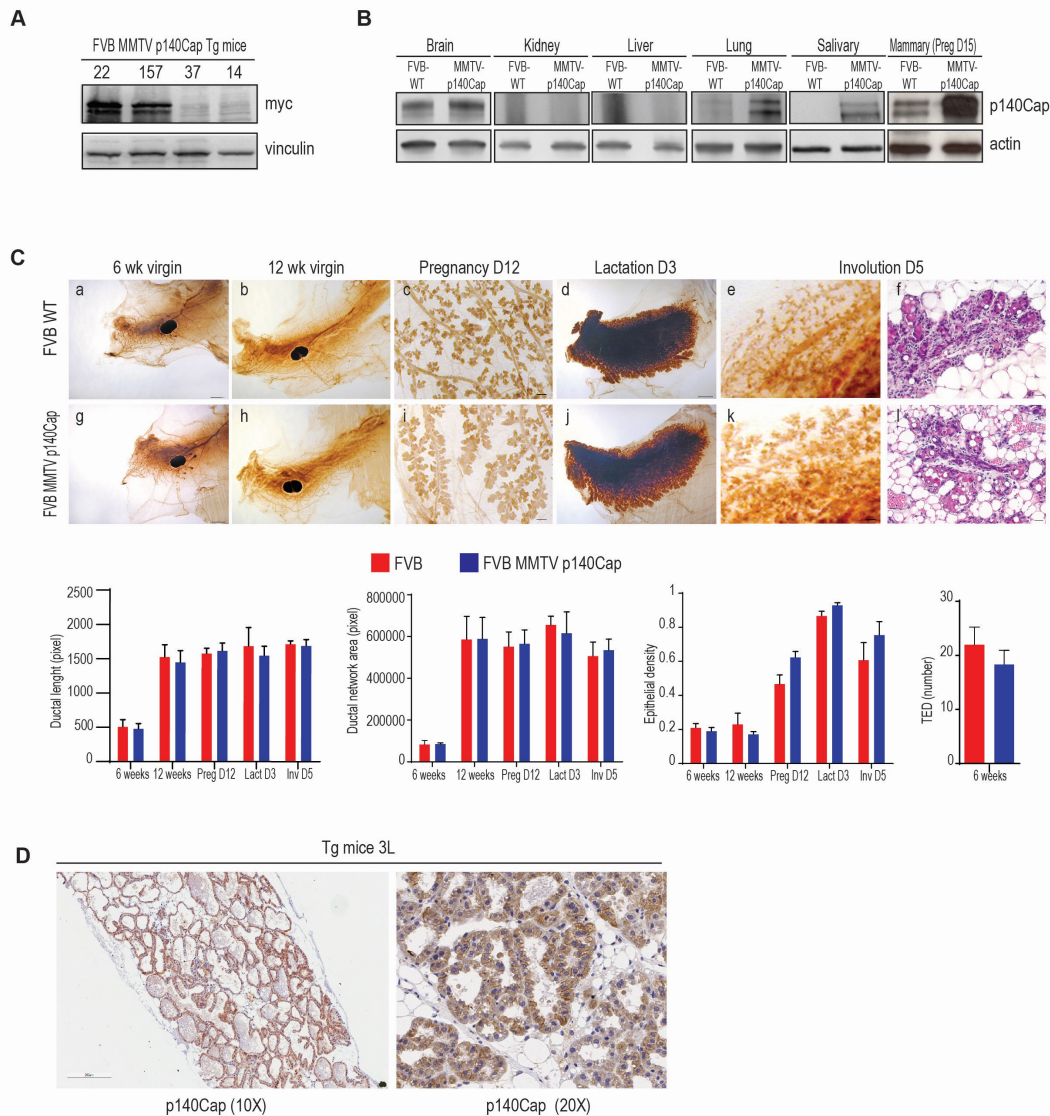 A
FVB MMTV p140Cap Tg mice
22 157 37 14
myc
vinculin
B
Brain Kidney Liver Lung Salivary Mammary (Preg D15)
FVB- MMTV- FVB- MMTV- FVB- MMTV- FVB- MMTV- FVB- MMTV- FVB- MMTV-
WT p140Cap WT p140Cap WT p140Cap WT p140Cap WT p140Cap WT p140Cap
p140Cap
actin
C
6 wk virgin 12 wk virgin Pregnancy D12 Lactation D3 Involution D5
FVB WT
a b c d e f
FVB MMTV p140Cap
g h i j k l
FVB FVB MMTV p140Cap
Ductal lenght (pixel)
2500
2000
1500
1000
500
0
6 weeks 12 weeks Preg D12 Lact D3 Inv D5
Ductal network area (pixel)
800000
600000
400000
200000
0
6 weeks 12 weeks Preg D12 Lact D3 Inv D5
Epithelial density
1
0.8
0.6
0.4
0.2
0
6 weeks 12 weeks Preg D12 Lact D3 Inv D5
TED (number)
30
20
10
0
6 weeks
D
Tg mice 3L
p140Cap (10X) p140Cap (20X)